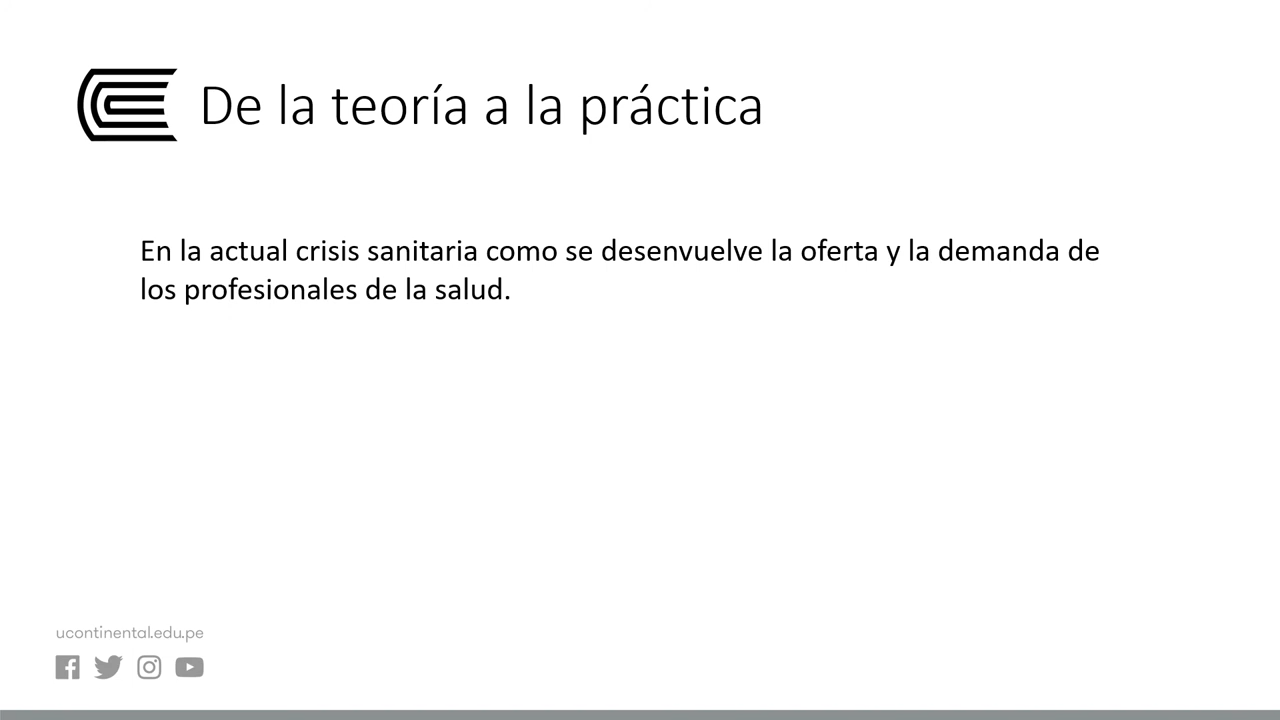 De la teoría a la práctica
En la actual crisis sanitaria como se desenvuelve la oferta y la demanda de
los profesionales de la salud.
ucontinental.edu.pe